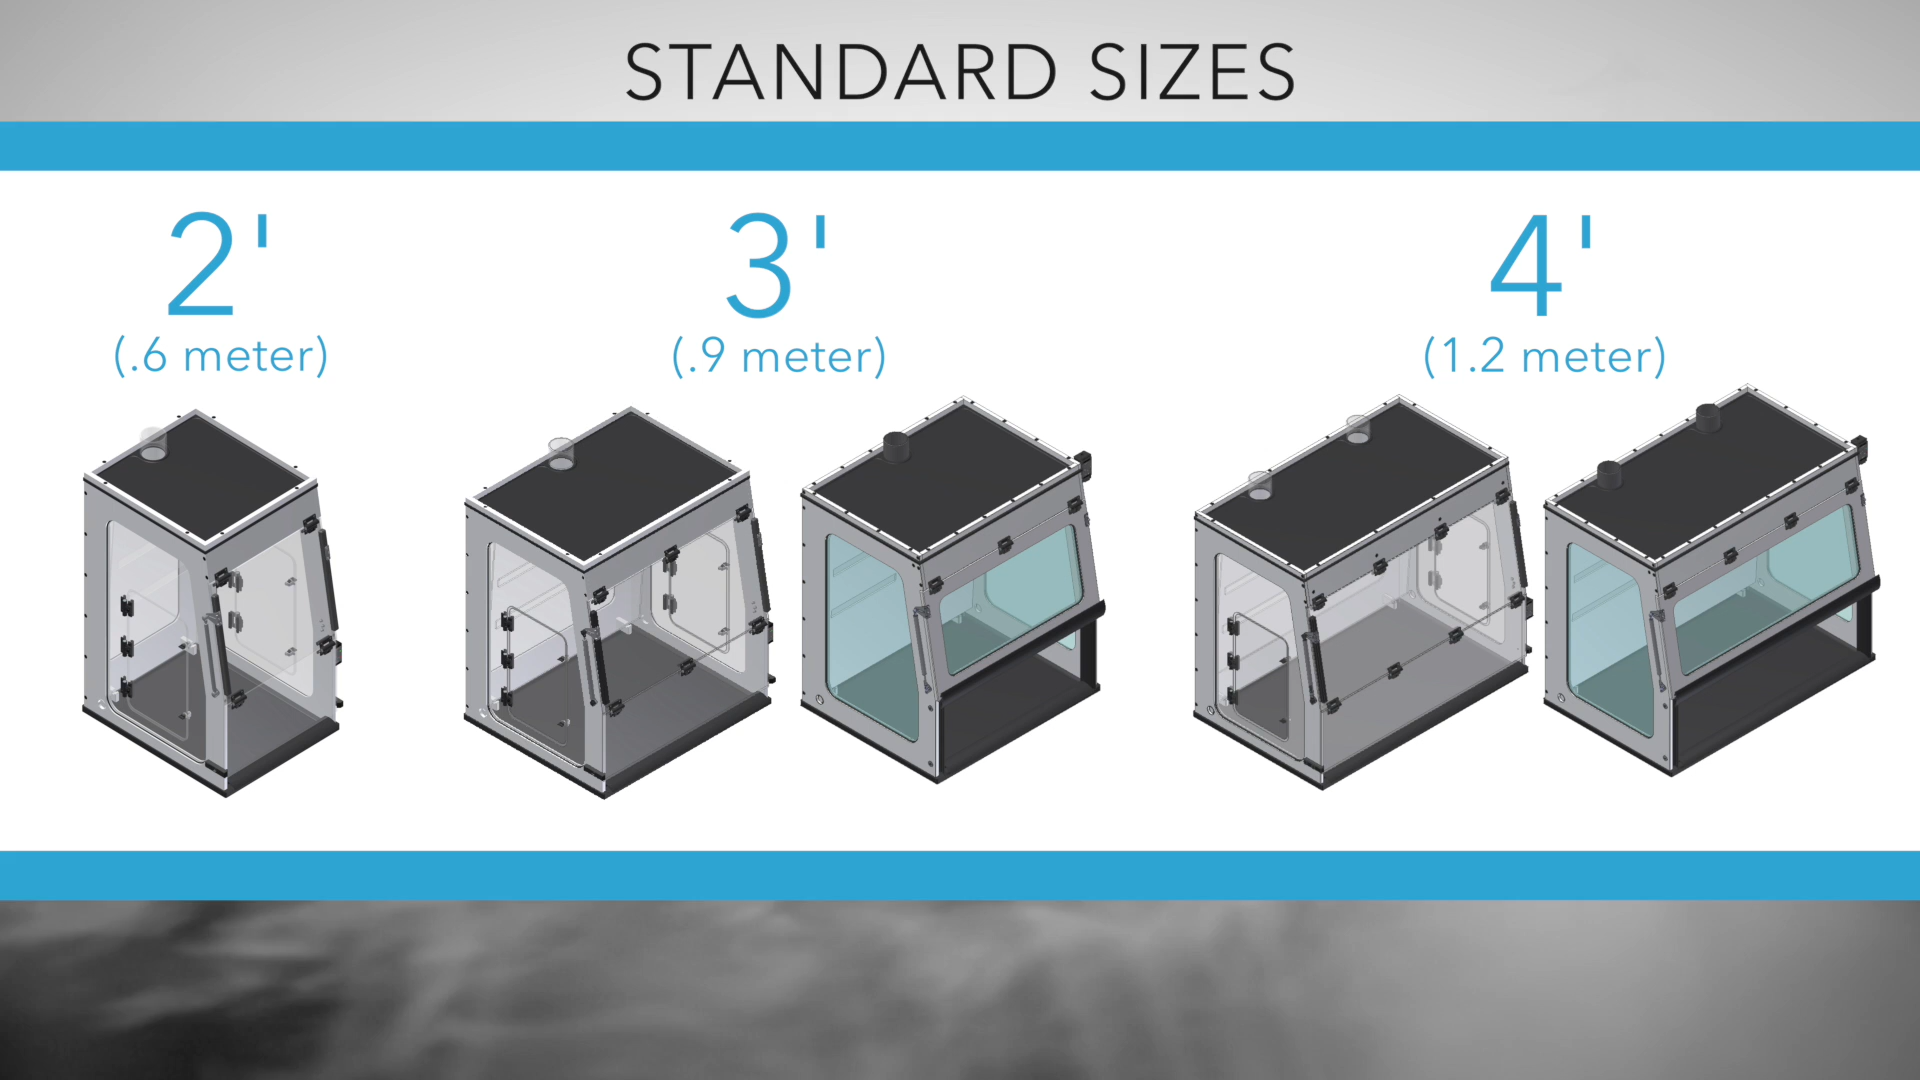 STANDARD SIZES
2' 3' 4'
(.6 meter) (.9 meter) (1.2 meter)